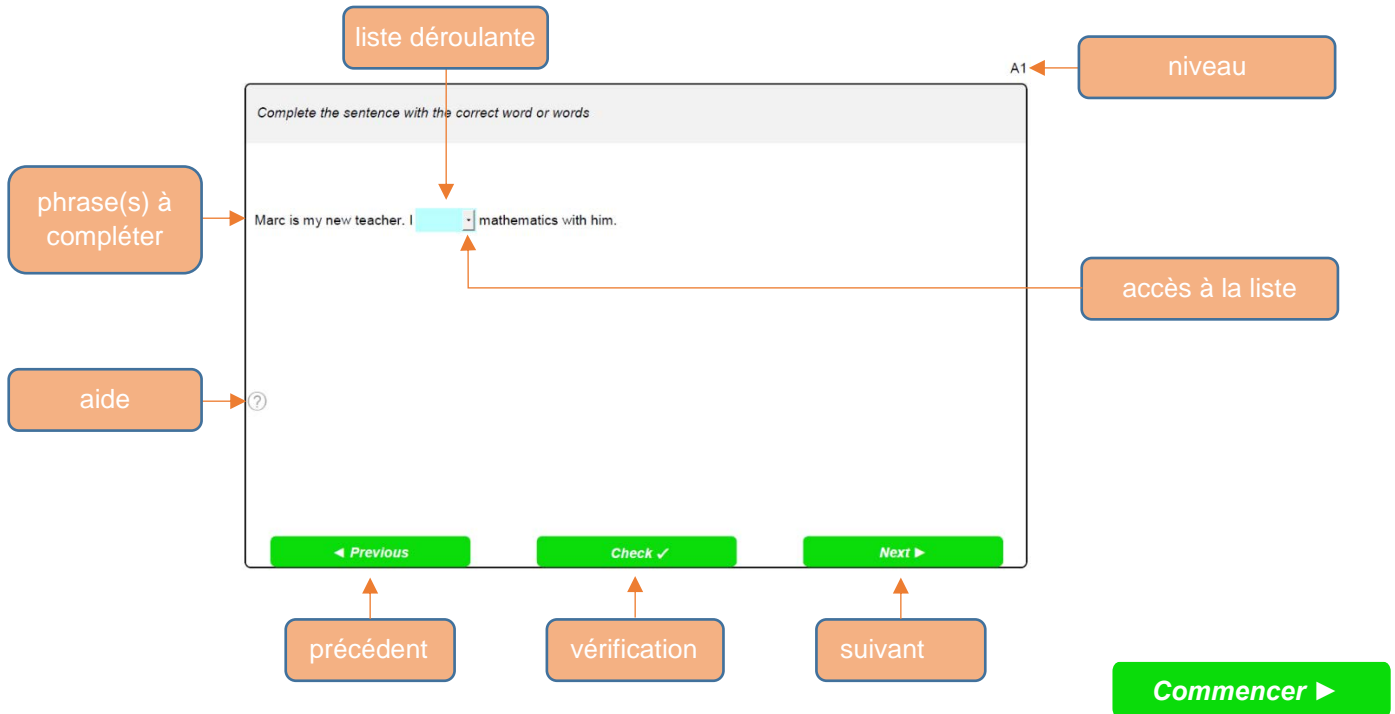 liste déroulante
A1
niveau
Complete the sentence with the correct word or words
phrase(s) à
compléter
Marc is my new teacher. I mathematics with him.
accès à la liste
aide
?
◄ Previous
Check ✓
Next ►
précédent
vérification
suivant
Commencer ►